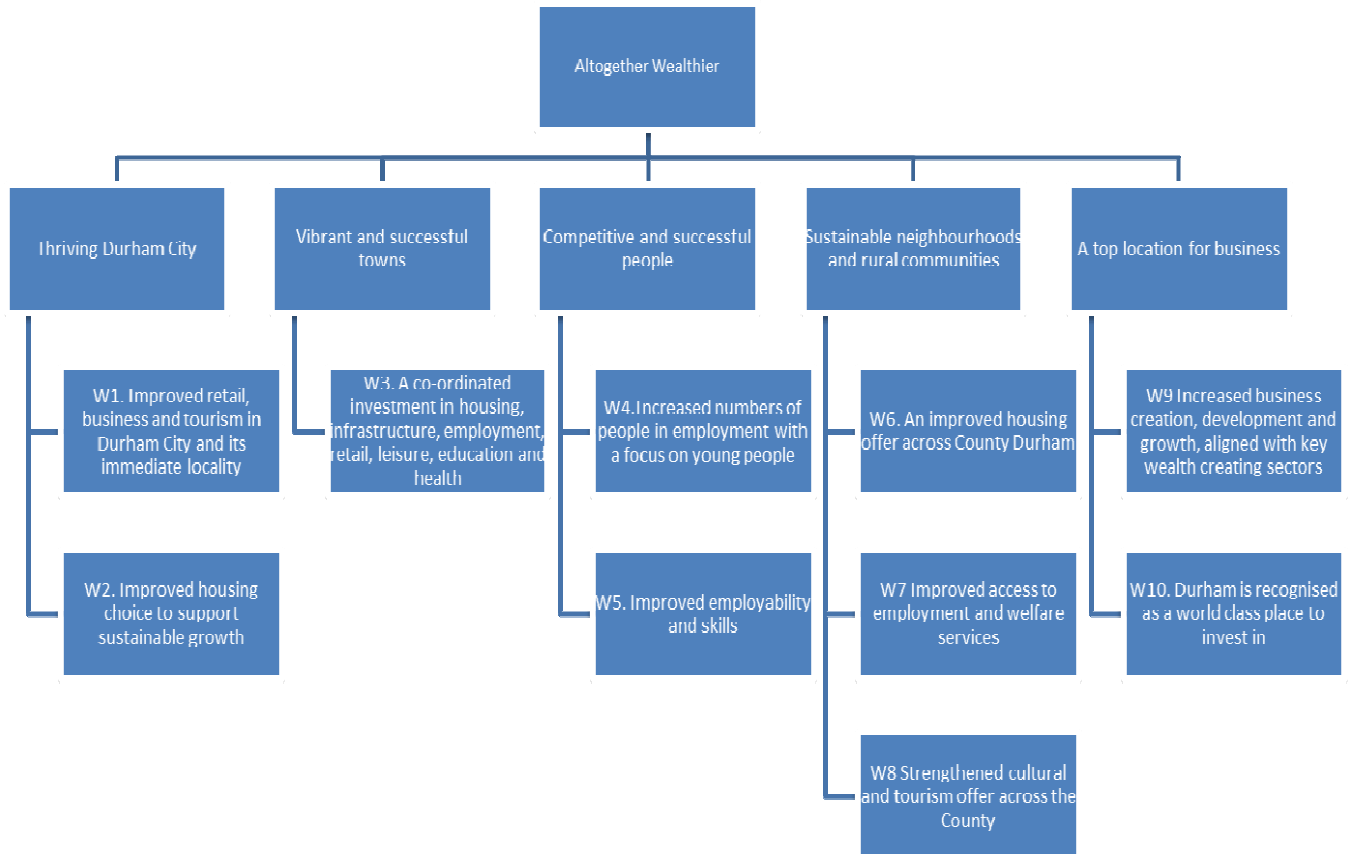 Altogether Wealthier
Thriving Durham City
Vibrant and successful
towns
Competitive and successful
people
Sustainable neighbourhoods
and rural communities
A top location for business
W1. Improved retail,
business and tourism in
Durham City and its
immediate locality
W2. Improved housing
choice to support
sustainable growth
W3. A co-ordinated
investment in housing,
infrastructure, employment,
retail, leisure, education and
health
W4.Increased numbers of
people in employment with
a focus on young people
W5. Improved employability
and skills
W6. An improved housing
offer across County Durham
W7 Improved access to
employment and welfare
services
W8 Strengthened cultural
and tourism offer across the
County
W9 Increased business
creation, development and
growth, aligned with key
wealth creating sectors
W10. Durham is recognised
as a world class place to
invest in